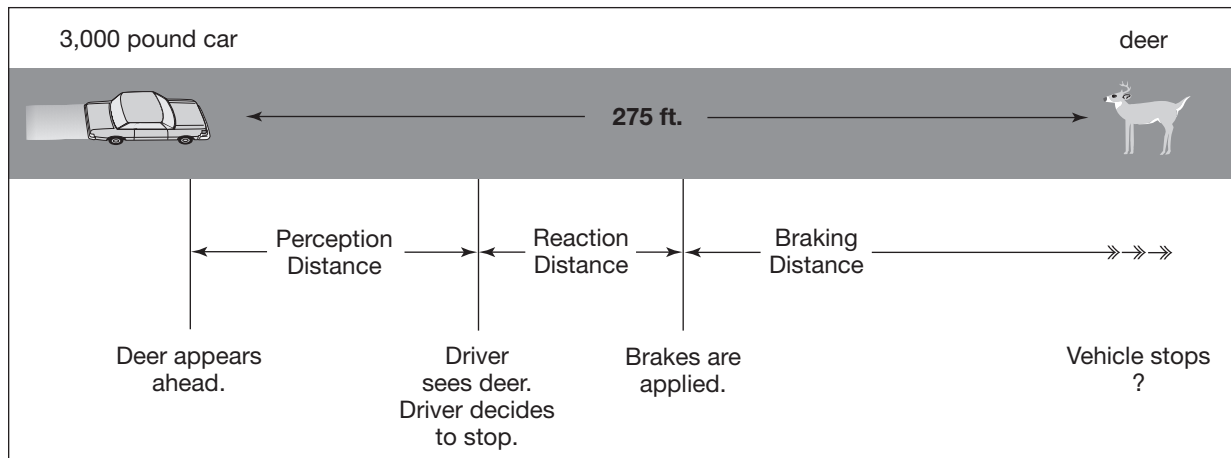 3,000 pound car
deer
275 ft.
Perception
Distance
Reaction
Distance
Braking
Distance
Deer appears
ahead.
Driver
sees deer.
Driver decides
to stop.
Brakes are
applied.
Vehicle stops
?